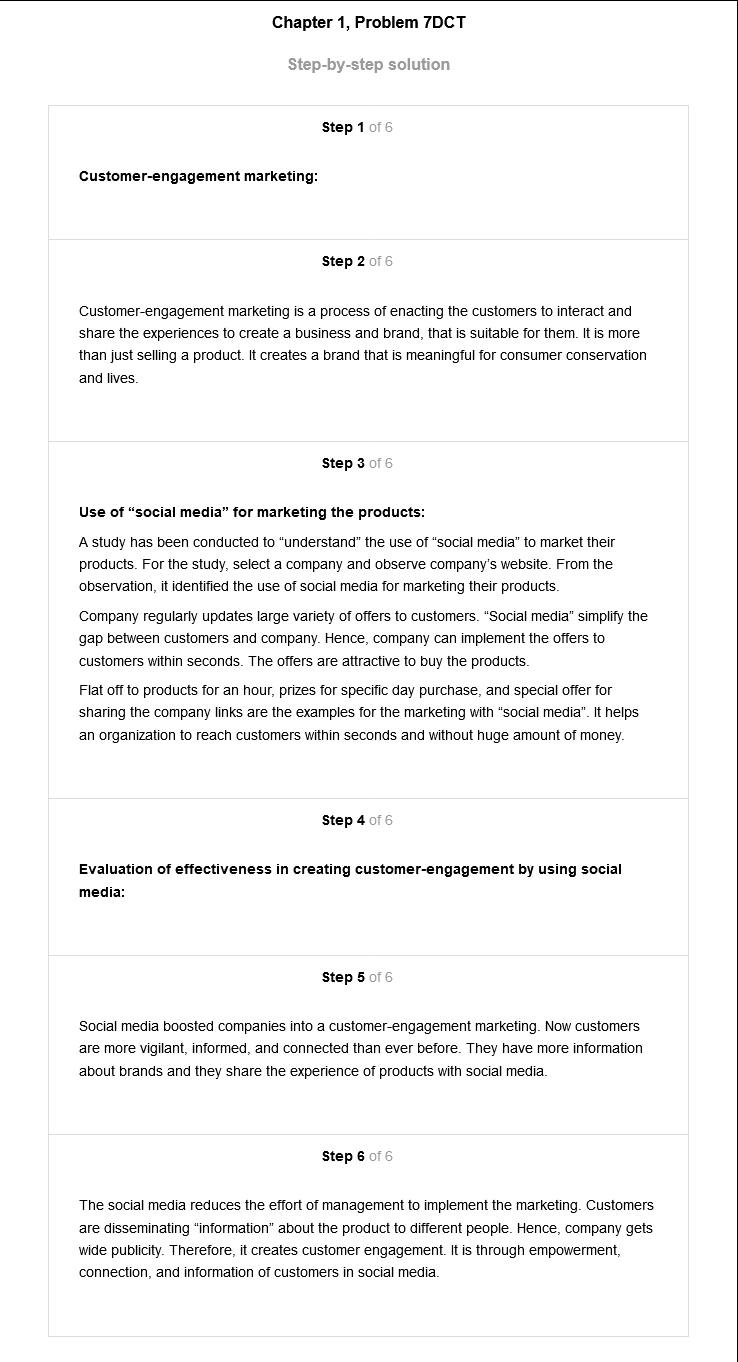 Chapter 1, Problem 7DCT
Step-by-step solution
Step 1 of 6
Customer-engagement marketing:
Step 2 of 6
Customer-engagement marketing is a process of enacting the customers to interact and
share the experiences to create a business and brand, that is suitable for them. It is more
than just selling a product. It creates a brand that is meaningful for consumer conservation
and lives.
Step 3 of 6
Use of “social media” for marketing the products:
A study has been conducted to “understand” the use of “social media” to market their
products. For the study, select a company and observe company’s website. From the
observation, it identified the use of social media for marketing their products.
Company regularly updates large variety of offers to customers. “Social media” simplify the
gap between customers and company. Hence, company can implement the offers to
customers within seconds. The offers are attractive to buy the products.
Flat off to products for an hour, prizes for specific day purchase, and special offer for
sharing the company links are the examples for the marketing with “social media”. It helps
an organization to reach customers within seconds and without huge amount of money.
Step 4 of 6
Evaluation of effectiveness in creating customer-engagement by using social
media:
Step 5 of 6
Social media boosted companies into a customer-engagement marketing. Now customers
are more vigilant, informed, and connected than ever before. They have more information
about brands and they share the experience of products with social media.
Step 6 of 6
The social media reduces the effort of management to implement the marketing. Customers
are disseminating “information” about the product to different people. Hence, company gets
wide publicity. Therefore, it creates customer engagement. It is through empowerment,
connection, and information of customers in social media.